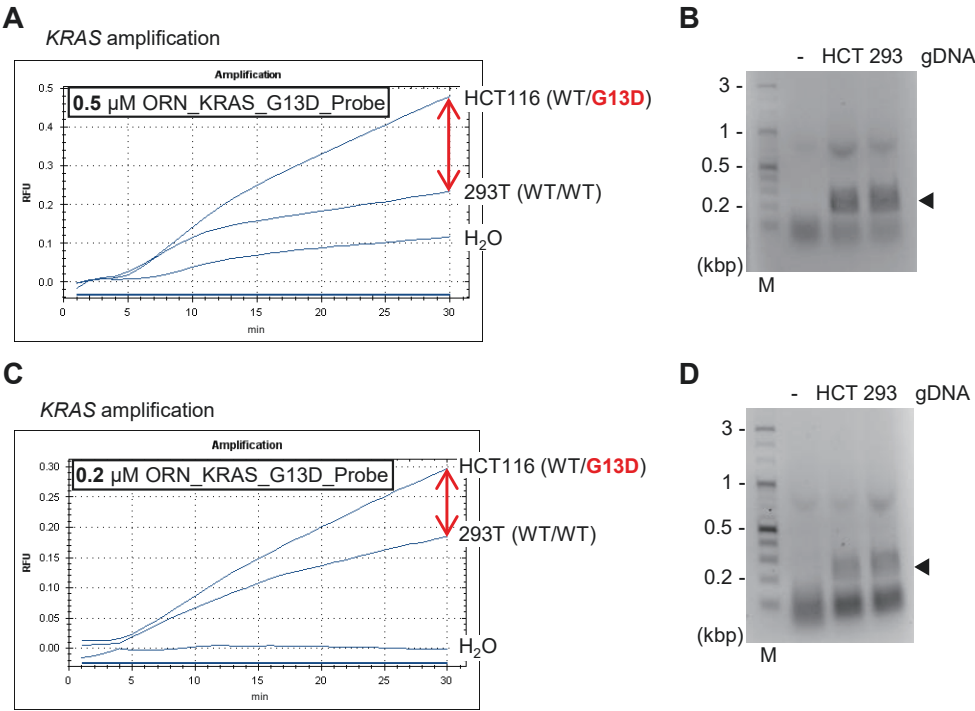 A
KRAS amplification
Amplification
0.5 µM ORN_KRAS_G13D_Probe
0.5
0.4
0.3
0.2
0.1
0.0
RFU
0 5 10 15 20 25 30
min
HCT116 (WT/G13D)
293T (WT/WT)
H₂O
B
- HCT 293 gDNA
3 -
1 -
0.5 -
0.2 -
(kbp)
M
C
KRAS amplification
Amplification
0.2 µM ORN_KRAS_G13D_Probe
0.30
0.25
0.20
0.15
0.10
0.05
0.00
RFU
0 5 10 15 20 25 30
min
HCT116 (WT/G13D)
293T (WT/WT)
H₂O
D
- HCT 293 gDNA
3 -
1 -
0.5 -
0.2 -
(kbp)
M